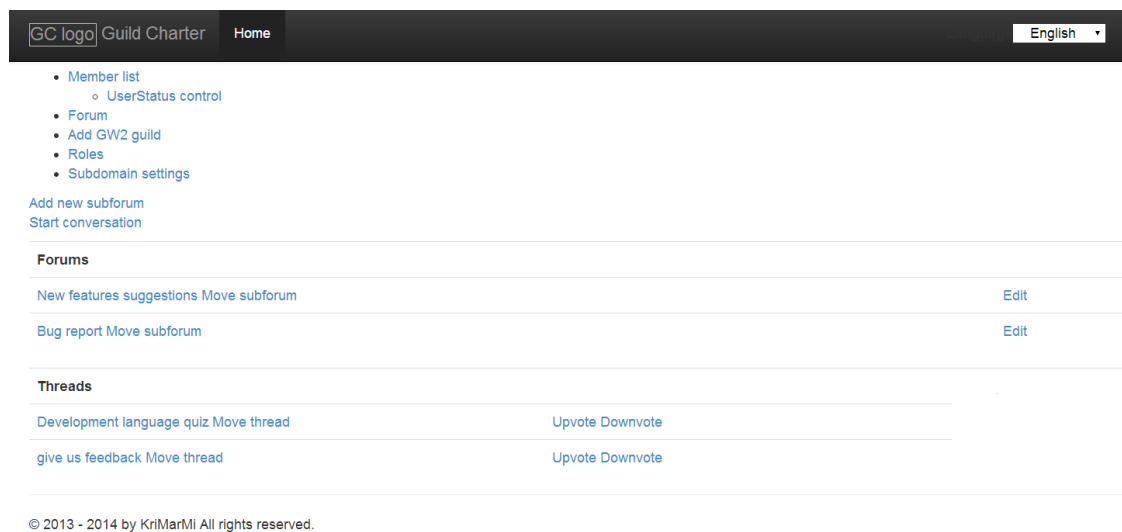 GC logo Guild Charter Home English
Member list
UserStatus control
Forum
Add GW2 guild
Roles
Subdomain settings
Add new subforum
Start conversation
Forums
New features suggestions Move subforum Edit
Bug report Move subforum Edit
Threads
Development language quiz Move thread Upvote Downvote
give us feedback Move thread Upvote Downvote
© 2013 - 2014 by KriMarMi All rights reserved.